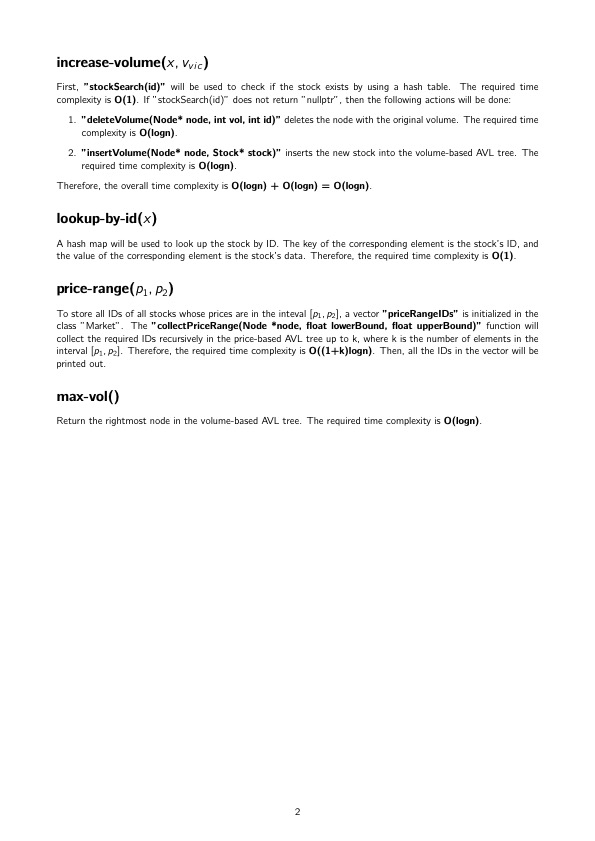 increase-volume(x, v_vic)
First, "stockSearch(id)" will be used to check if the stock exists by using a hash table. The required time
complexity is O(1). If "stockSearch(id)" does not return "nullptr", then the following actions will be done:
1. "deleteVolume(Node* node, int vol, int id)" deletes the node with the original volume. The required time
complexity is O(logn).
2. "insertVolume(Node* node, Stock* stock)" inserts the new stock into the volume-based AVL tree. The
required time complexity is O(logn).
Therefore, the overall time complexity is O(logn) + O(logn) = O(logn).
lookup-by-id(x)
A hash map will be used to look up the stock by ID. The key of the corresponding element is the stock's ID, and
the value of the corresponding element is the stock's data. Therefore, the required time complexity is O(1).
price-range(p₁, p₂)
To store all IDs of all stocks whose prices are in the inteval [p₁, p₂], a vector "priceRangeIDs" is initialized in the
class "Market". The "collectPriceRange(Node *node, float lowerBound, float upperBound)" function will
collect the required IDs recursively in the price-based AVL tree up to k, where k is the number of elements in the
interval [p₁, p₂]. Therefore, the required time complexity is O((1+k)logn). Then, all the IDs in the vector will be
printed out.
max-vol()
Return the rightmost node in the volume-based AVL tree. The required time complexity is O(logn).
2